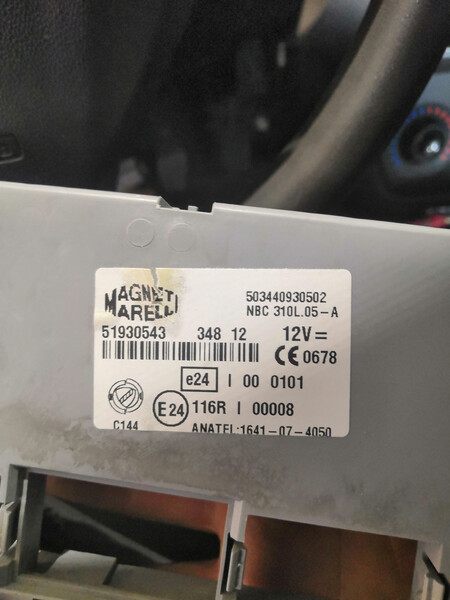 MAGNETI
MARELLI
503440930502
NBC 310L.05-A
51930543 348 12 12V=
CE 0678
e24 I 00 0101
E24 116R I 00008
C144 ANATEL:1641-07-4050